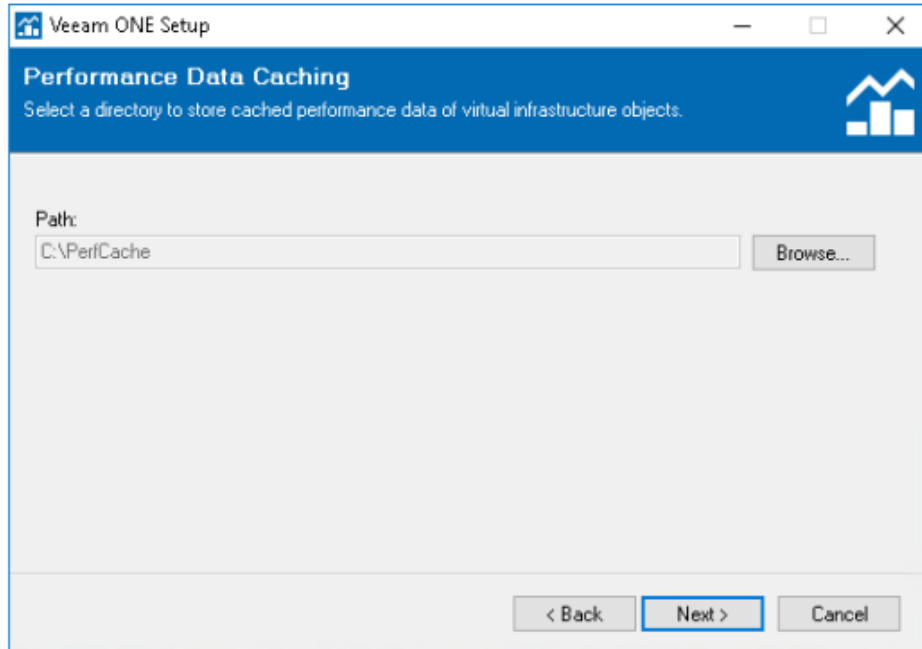 Veeam ONE Setup
Performance Data Caching
Select a directory to store cached performance data of virtual infrastructure objects.
Path:
C:\PerfCache
Browse...
< Back
Next >
Cancel